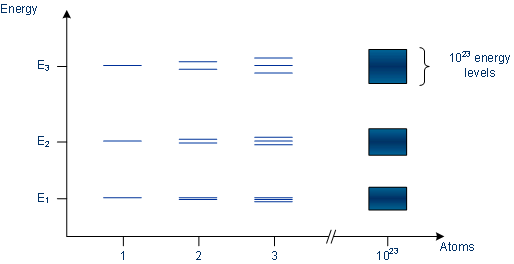 Energy
E₃
10²³ energy
levels
E₂
E₁
1 2 3 10²³ Atoms